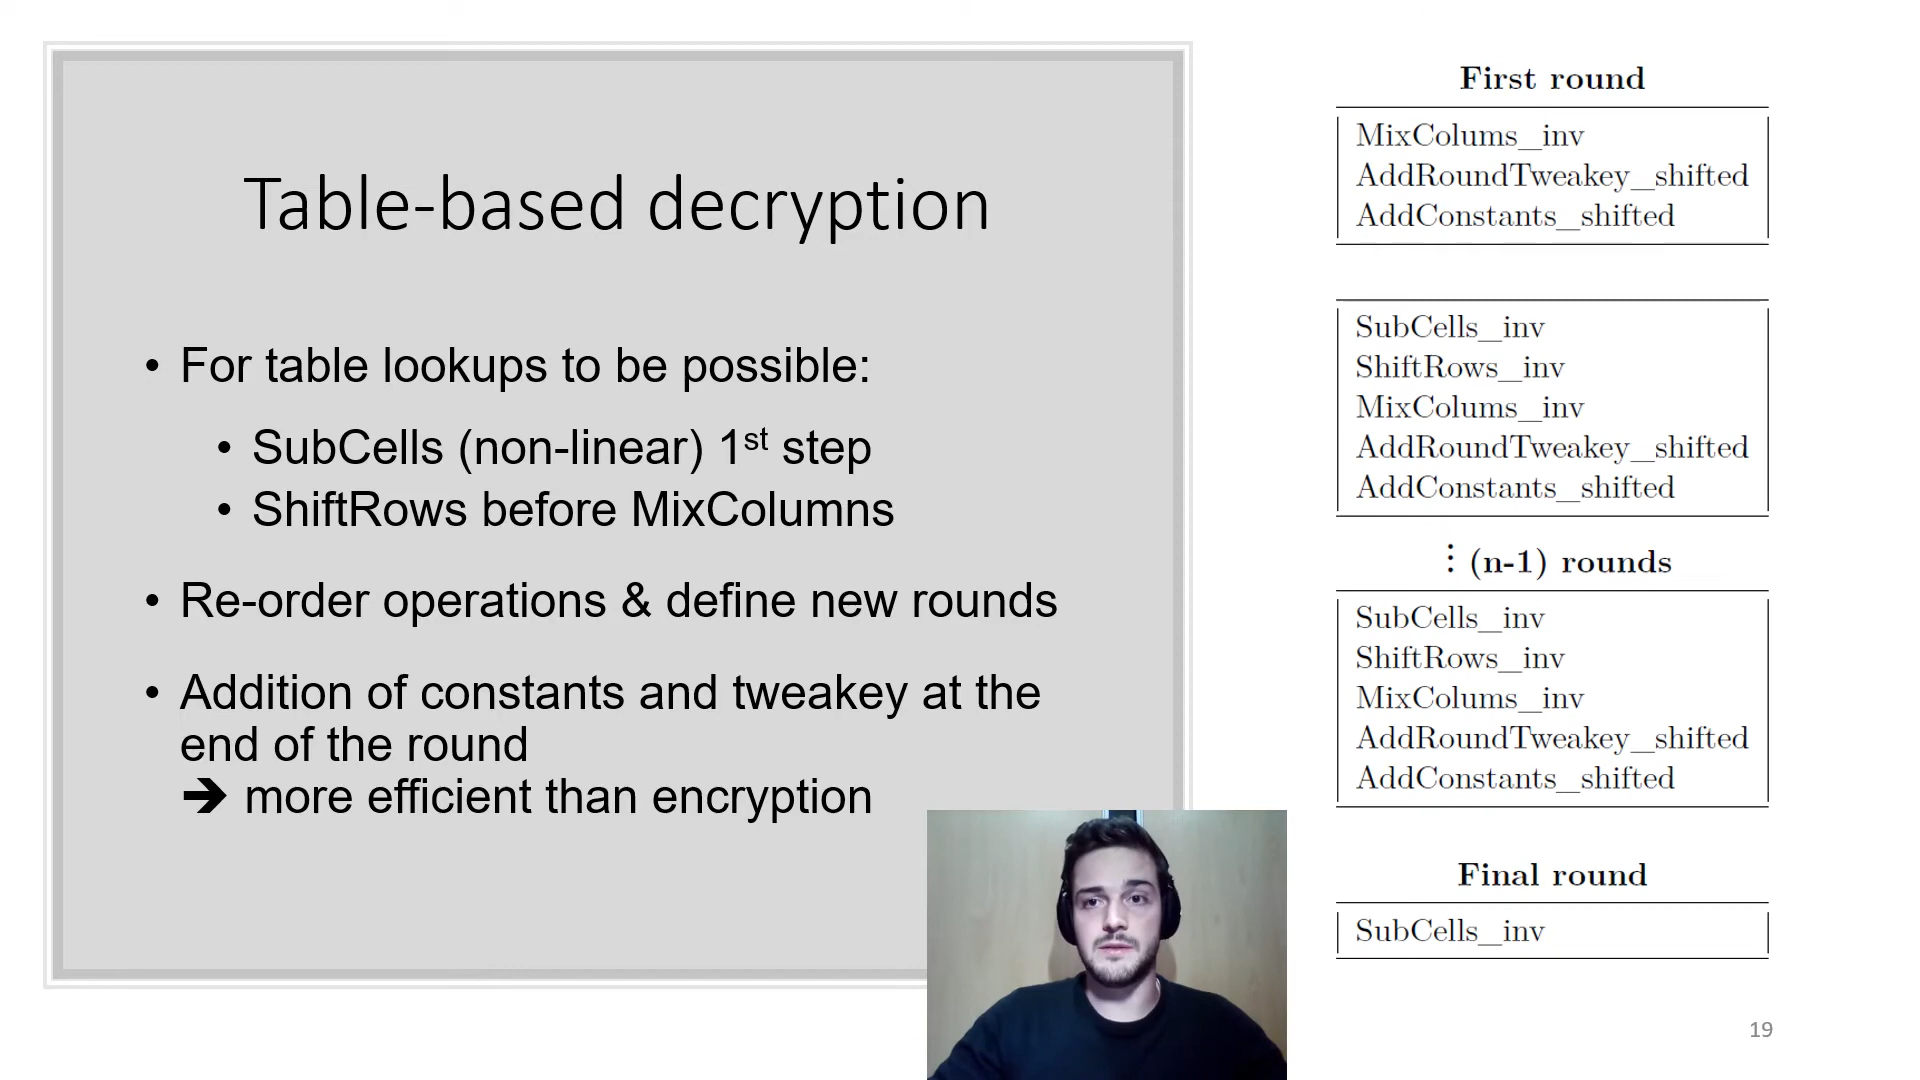 Table-based decryption
• For table lookups to be possible:
• SubCells (non-linear) 1st step
• ShiftRows before MixColumns
• Re-order operations & define new rounds
• Addition of constants and tweakey at the
end of the round
➔ more efficient than encryption
First round
MixColums_inv
AddRoundTweakey_shifted
AddConstants_shifted
SubCells_inv
ShiftRows_inv
MixColums_inv
AddRoundTweakey_shifted
AddConstants_shifted
⋮ (n-1) rounds
SubCells_inv
ShiftRows_inv
MixColums_inv
AddRoundTweakey_shifted
AddConstants_shifted
Final round
SubCells_inv
19